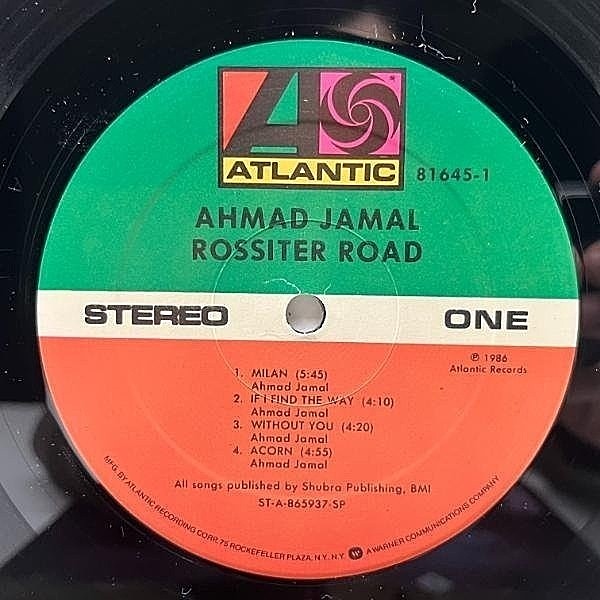 ATLANTIC
81645-1
AHMAD JAMAL
ROSSITER ROAD
STEREO
ONE
℗ 1986
Atlantic Records
1. MILAN (5:45)
Ahmad Jamal
2. IF I FIND THE WAY (4:10)
Ahmad Jamal
3. WITHOUT YOU (4:20)
Ahmad Jamal
4. ACORN (4:55)
Ahmad Jamal
All songs published by Shubra Publishing, BMI
ST-A-865937-SP
MFG. BY ATLANTIC RECORDING CORP. 75 ROCKEFELLER PLAZA, N.Y. N.Y. A WARNER COMMUNICATIONS COMPANY